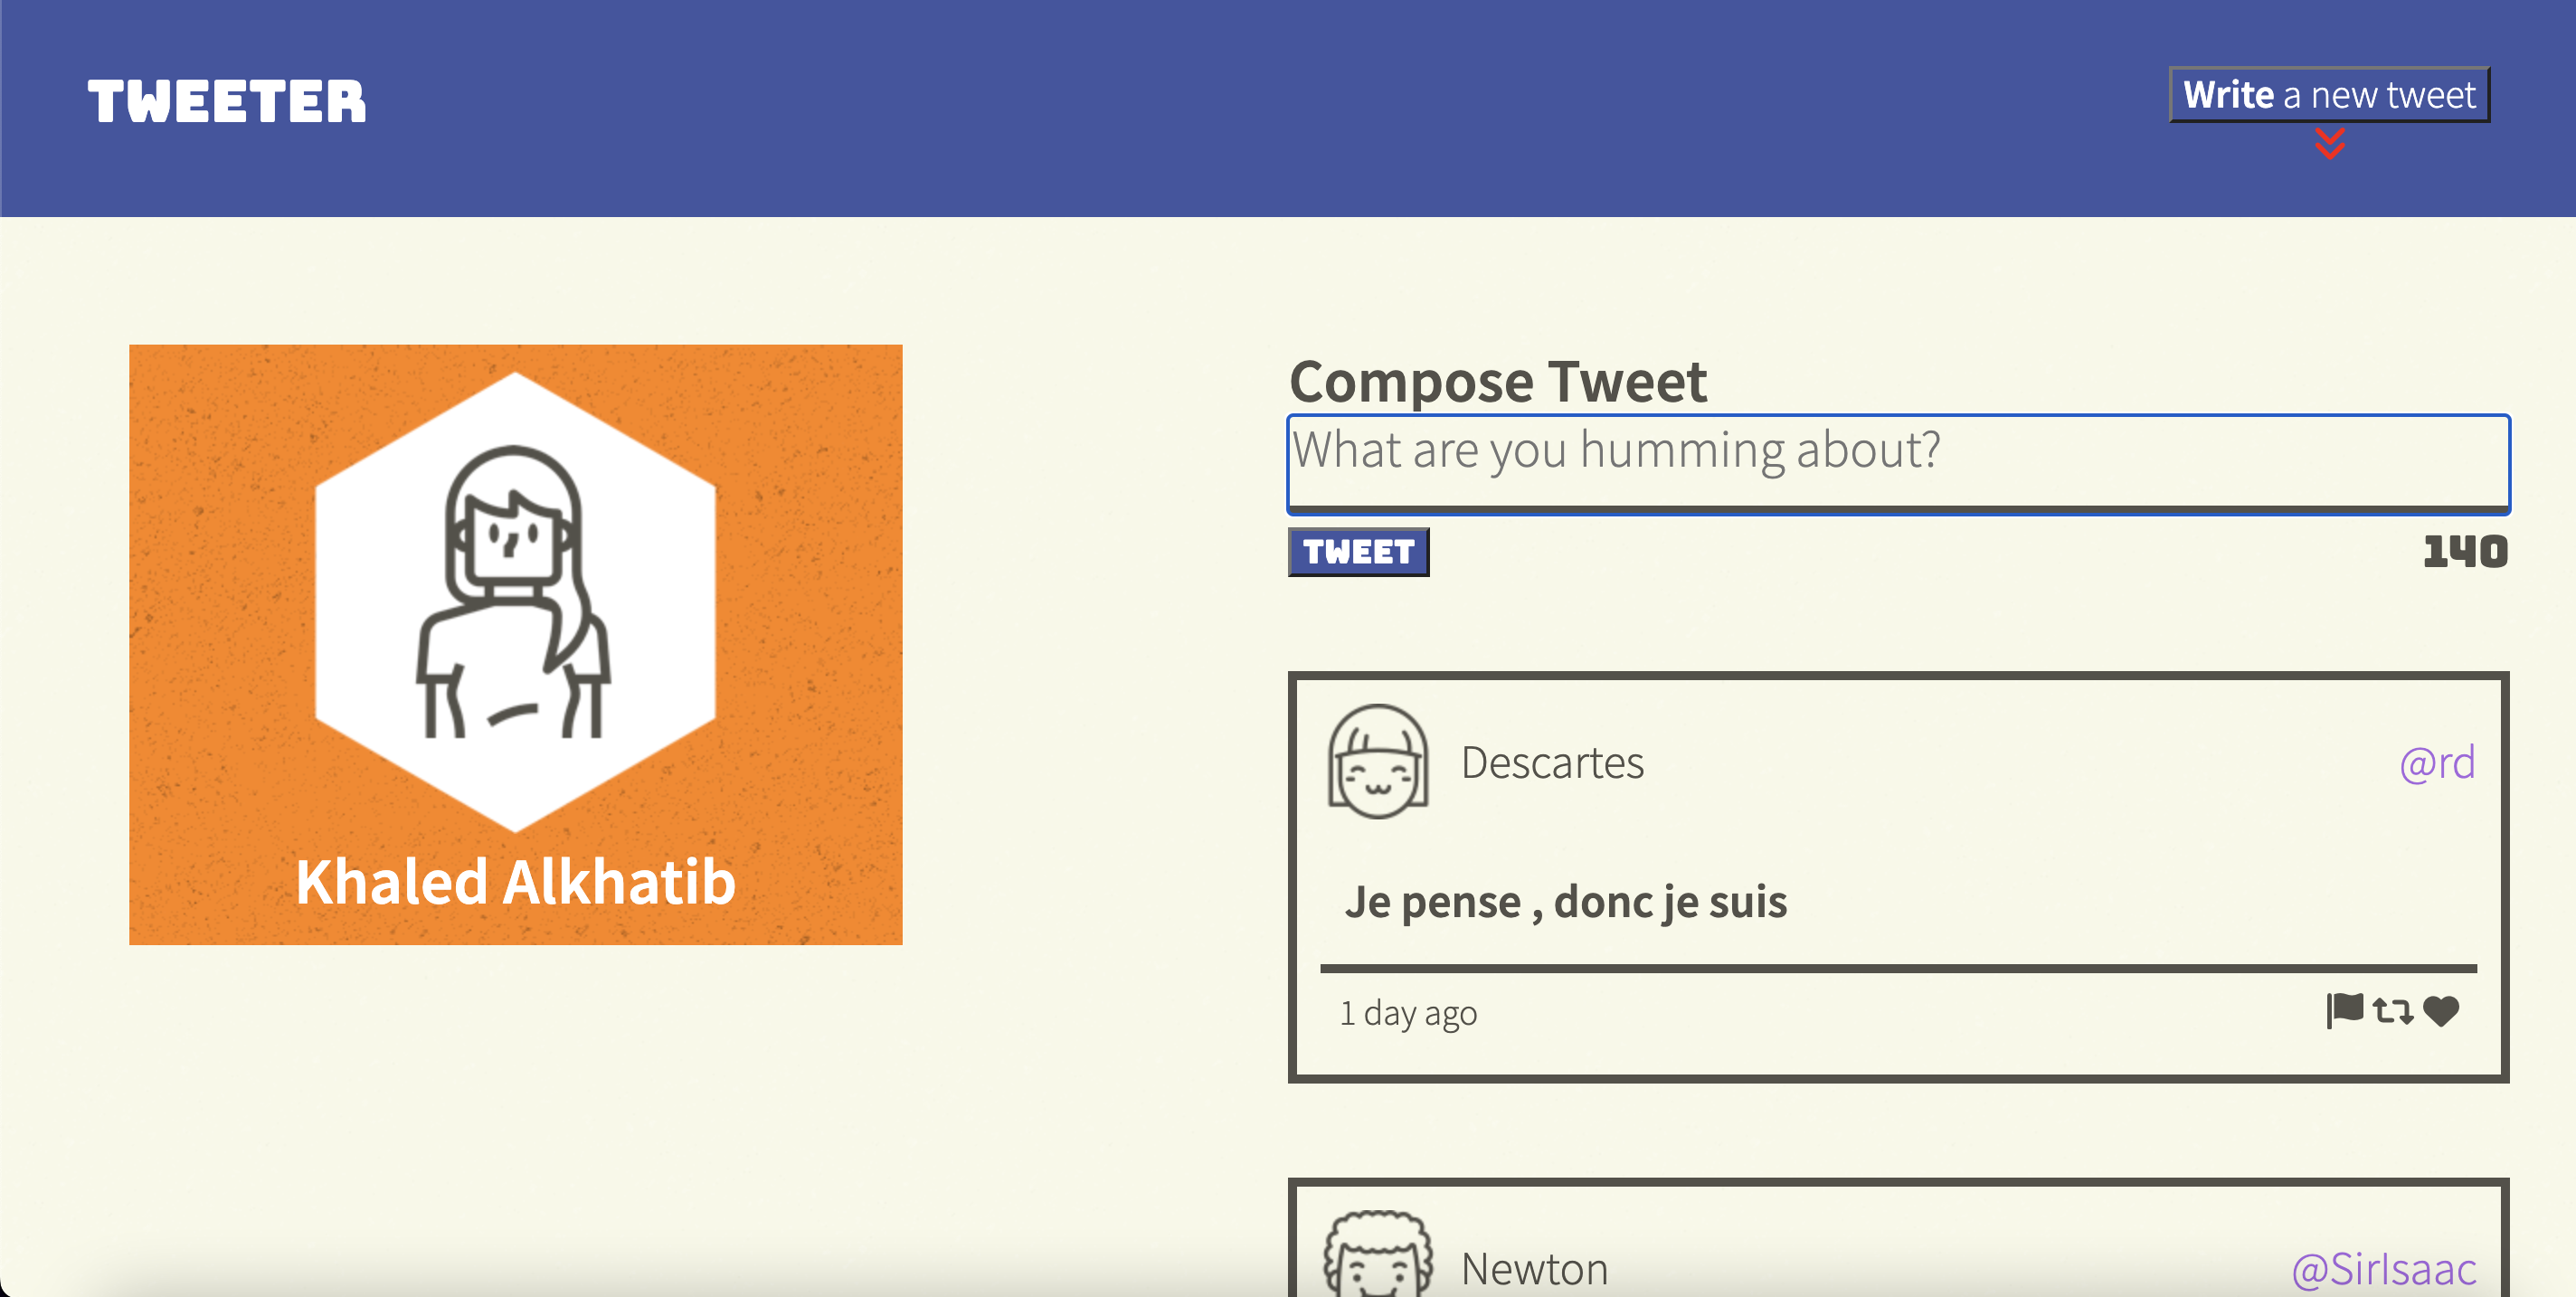 TWEETER
Write a new tweet
Khaled Alkhatib
Compose Tweet
What are you humming about?
TWEET
140
Descartes
@rd
Je pense , donc je suis
1 day ago
Newton
@SirIsaac